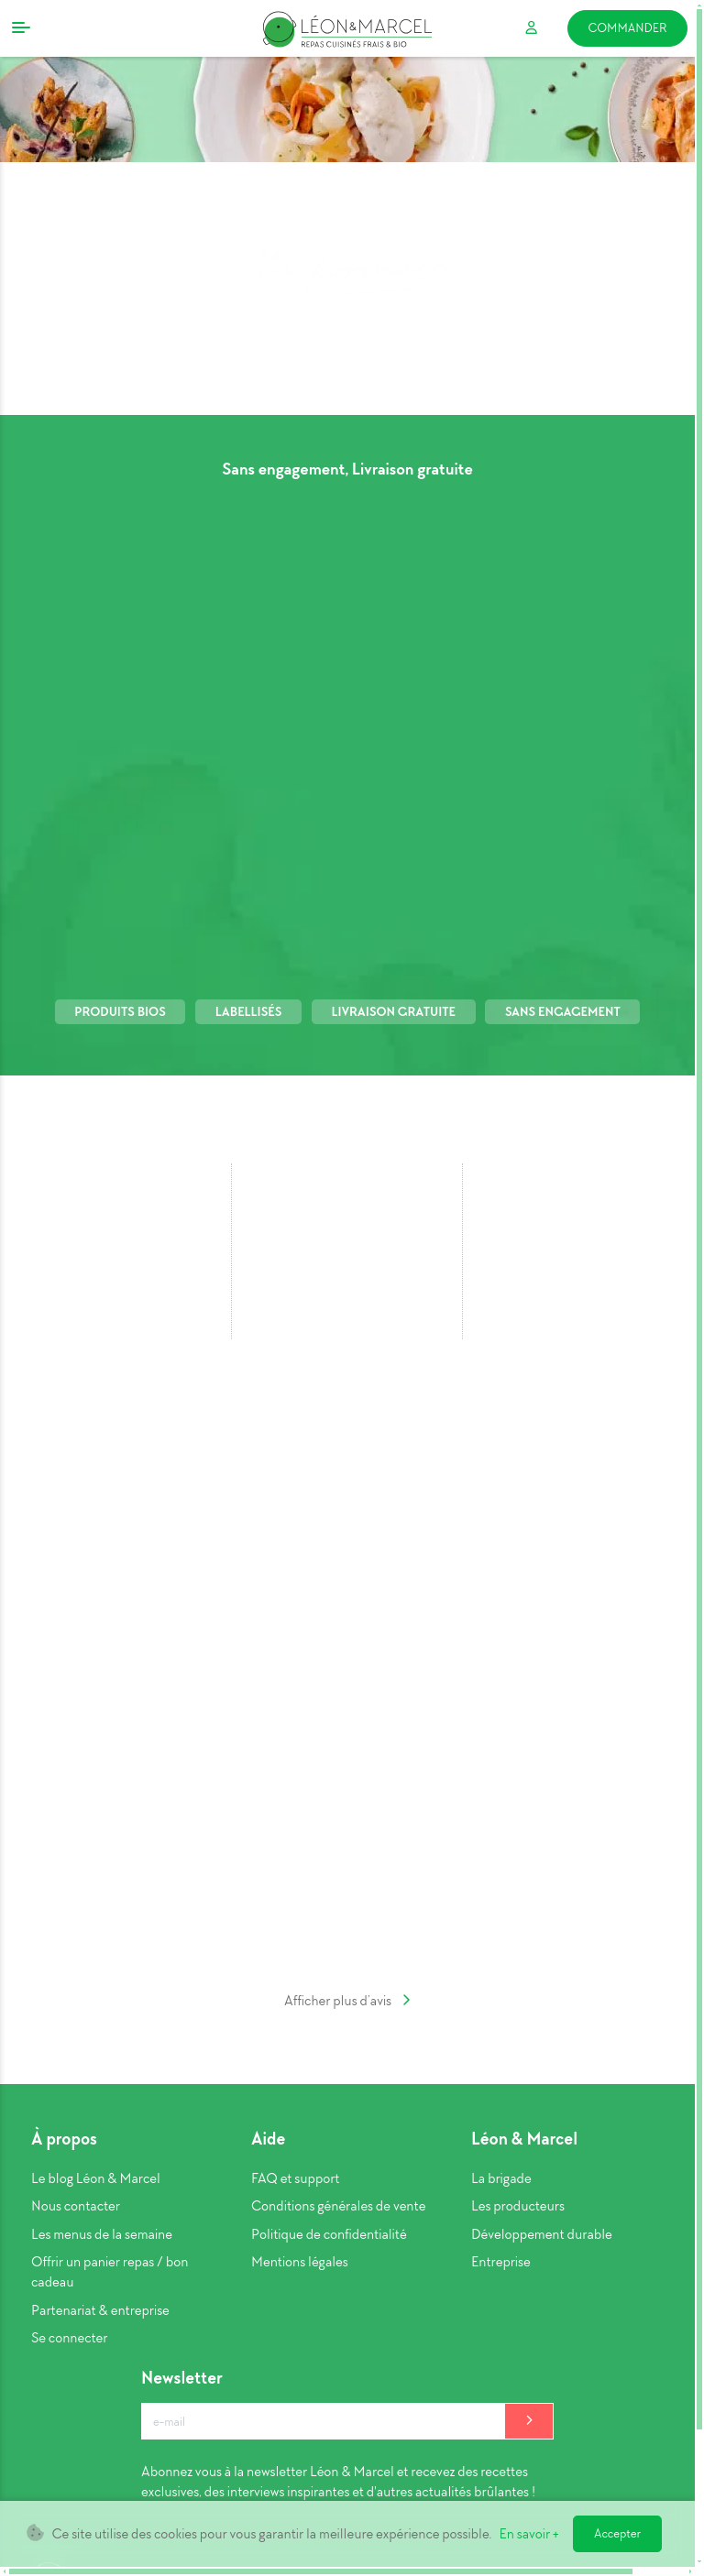 LÉON&MARCEL
REPAS CUISINÉS FRAIS & BIO
COMMANDER
Sans engagement, Livraison gratuite
PRODUITS BIOS
LABELLISÉS
LIVRAISON GRATUITE
SANS ENGAGEMENT
Afficher plus d'avis
À propos
Le blog Léon & Marcel
Nous contacter
Les menus de la semaine
Offrir un panier repas / bon
cadeau
Partenariat & entreprise
Se connecter
Aide
FAQ et support
Conditions générales de vente
Politique de confidentialité
Mentions légales
Léon & Marcel
La brigade
Les producteurs
Développement durable
Entreprise
Newsletter
e-mail
Abonnez vous à la newsletter Léon & Marcel et recevez des recettes
exclusives, des interviews inspirantes et d'autres actualités brûlantes !
Ce site utilise des cookies pour vous garantir la meilleure expérience possible. En savoir +
Accepter